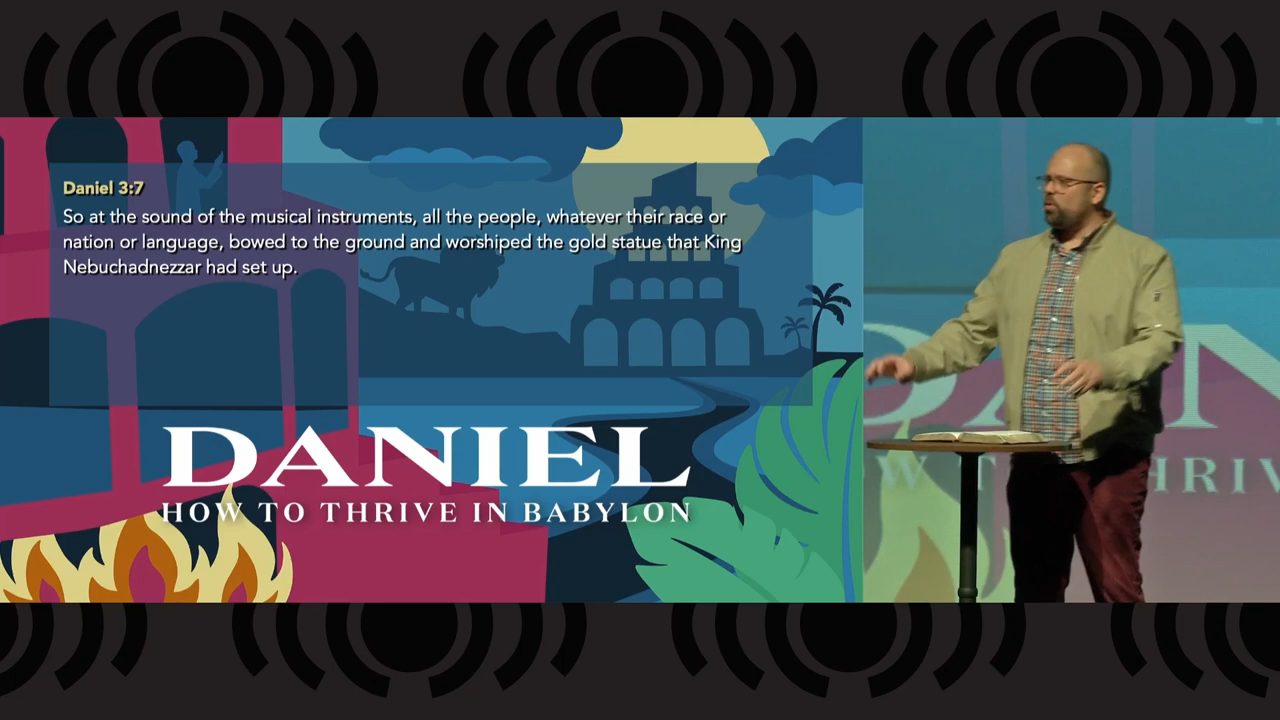 Daniel 3:7
So at the sound of the musical instruments, all the people, whatever their race or
nation or language, bowed to the ground and worshiped the gold statue that King
Nebuchadnezzar had set up.
DANIEL
HOW TO THRIVE IN BABYLON